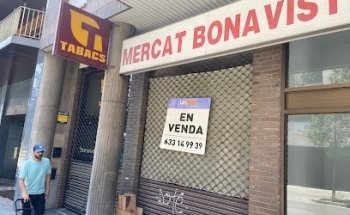 TABACS
MERCAT BONAVIST
EN
VENDA
633 14 99 39